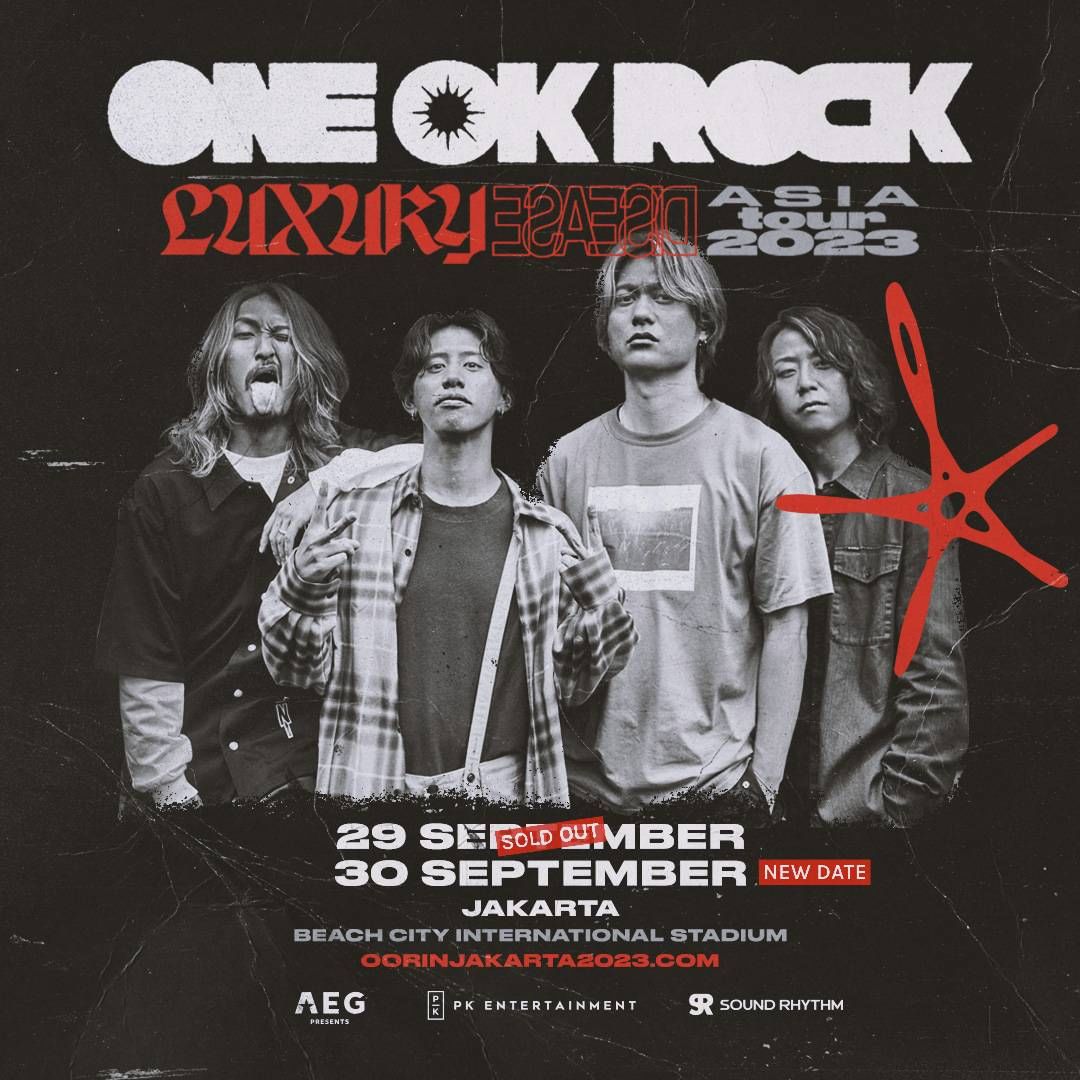 ONE OK ROCK
LUXURY DISEASE ASIA
tour
2023
29 SEPTEMBER
SOLD OUT
30 SEPTEMBER NEW DATE
JAKARTA
BEACH CITY INTERNATIONAL STADIUM
OORINJAKARTA2023.COM
AEG
PRESENTS
P
K
PK ENTERTAINMENT
SR SOUND RHYTHM